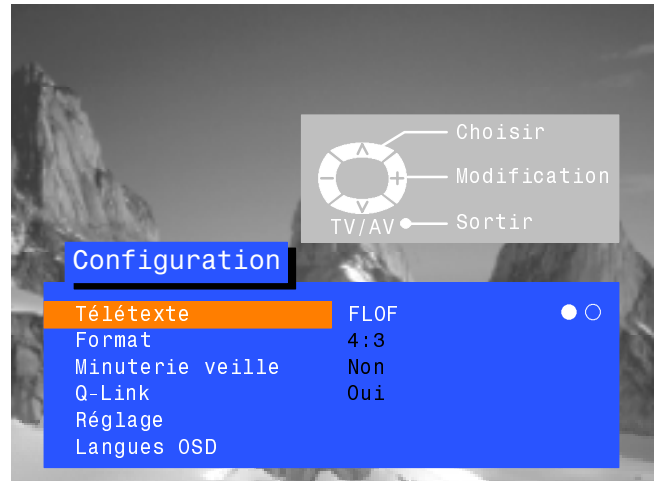 Choisir
Modification
TV/AV Sortir
Configuration
Télétexte FLOF
Format 4:3
Minuterie veille Non
Q-Link Oui
Réglage
Langues OSD